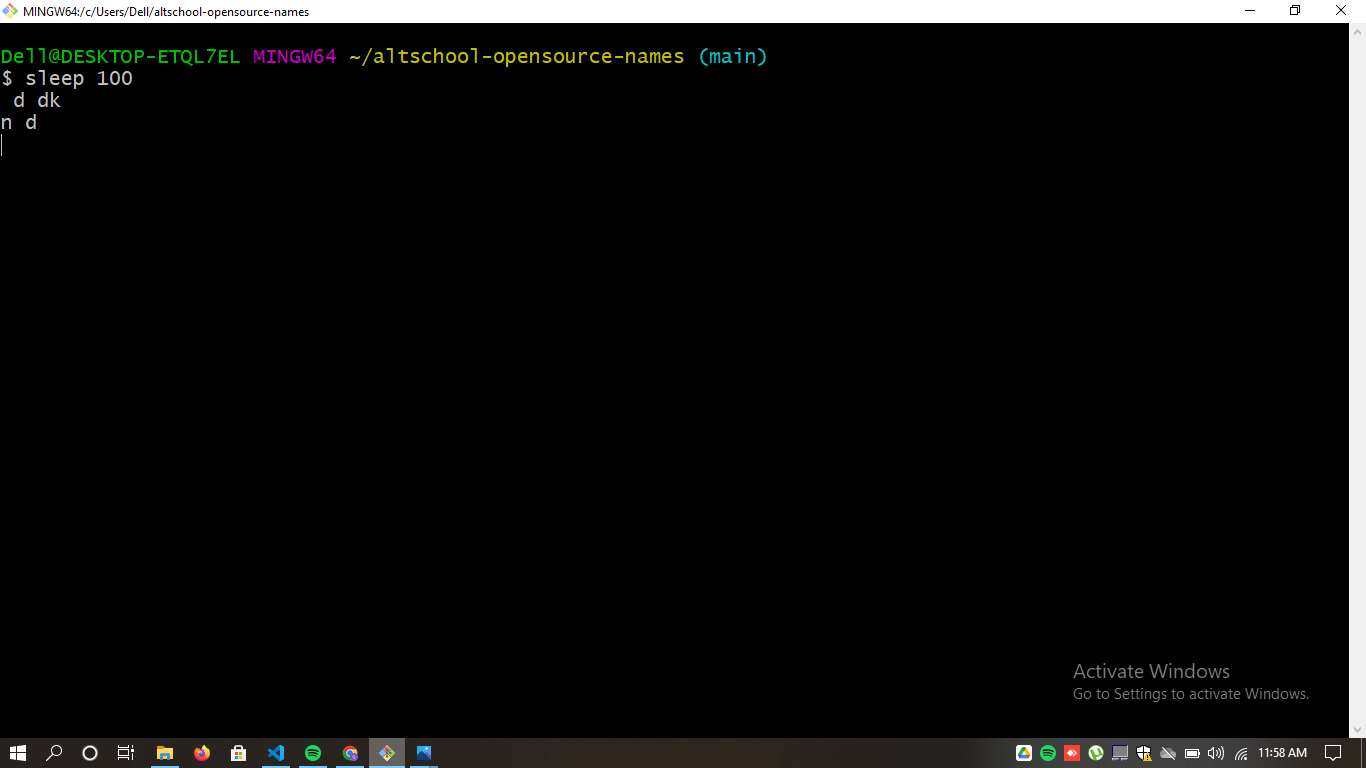 MINGW64:/c/Users/Dell/altschool-opensource-names
Dell@DESKTOP-ETQL7EL MINGW64 ~/altschool-opensource-names (main)
$ sleep 100
 d dk
n d
Activate Windows
Go to Settings to activate Windows.
11:58 AM